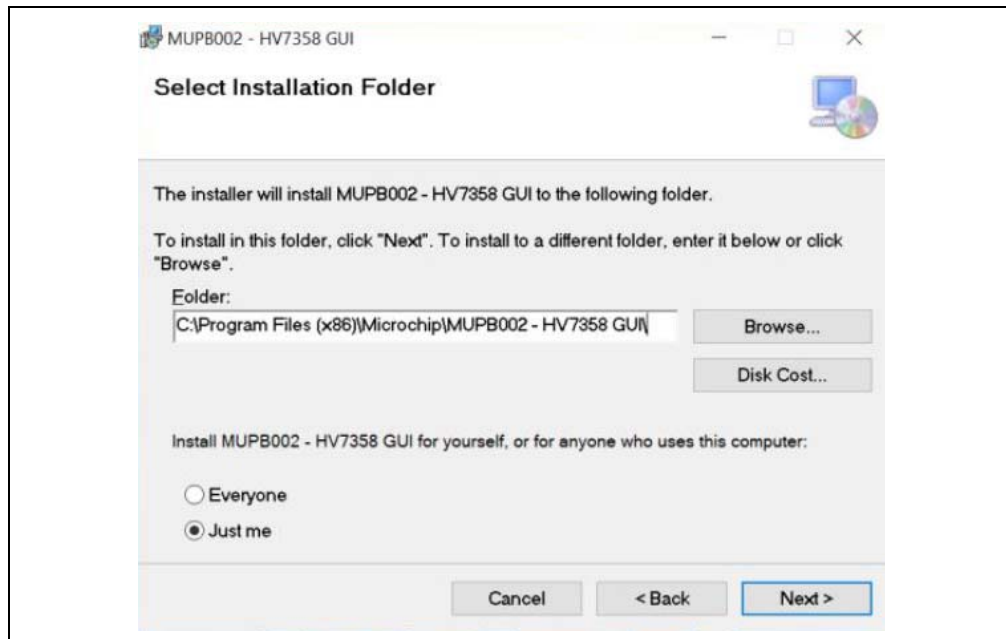 MUPB002 - HV7358 GUI
Select Installation Folder
The installer will install MUPB002 - HV7358 GUI to the following folder.
To install in this folder, click "Next". To install to a different folder, enter it below or click
"Browse".
Folder:
C:\Program Files (x86)\Microchip\MUPB002 - HV7358 GUI\
Browse...
Disk Cost...
Install MUPB002 - HV7358 GUI for yourself, or for anyone who uses this computer:
Everyone
Just me
Cancel
< Back
Next >